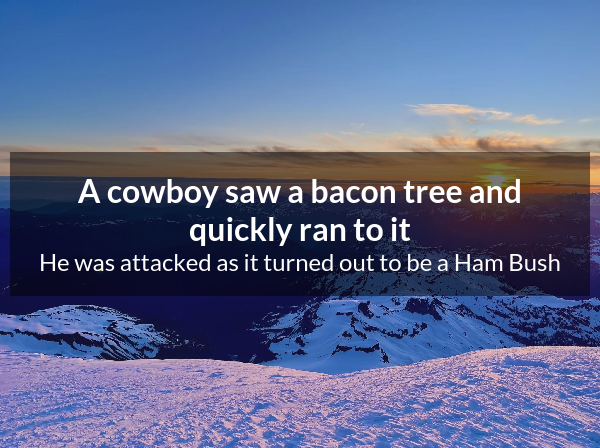 A cowboy saw a bacon tree and
quickly ran to it
He was attacked as it turned out to be a Ham Bush